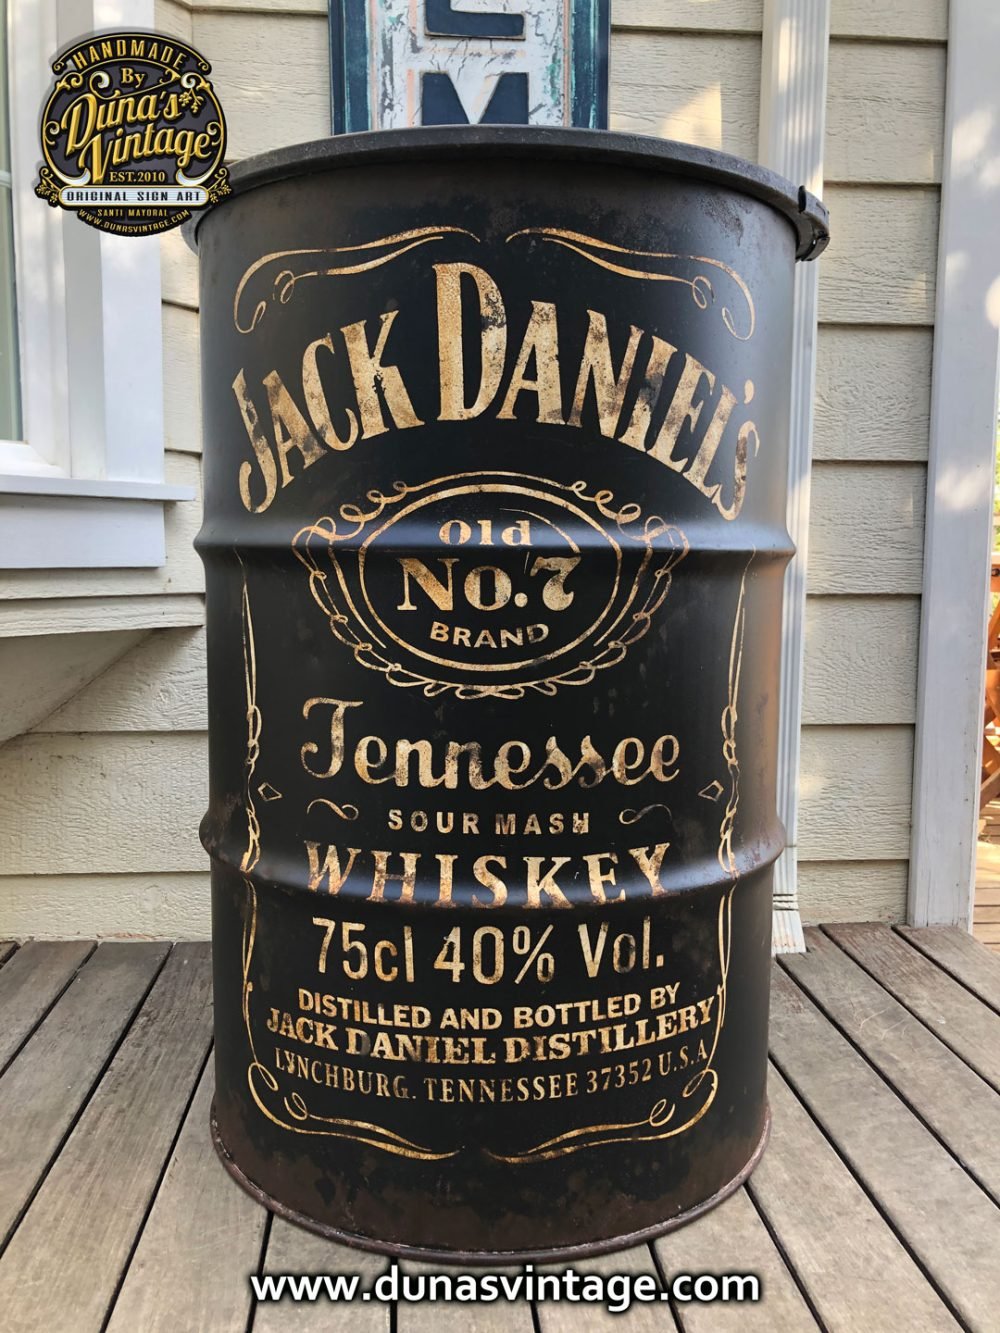 HANDMADE
By
Duna's
Vintage
EST.2010
ORIGINAL SIGN ART
SANTI MAYORAL
WWW.DUNASVINTAGE.COM
JACK DANIEL'S
Old
No.7
BRAND
Tennessee
SOUR MASH
WHISKEY
75cl 40% Vol.
DISTILLED AND BOTTLED BY
JACK DANIEL DISTILLERY
LYNCHBURG. TENNESSEE 37352 U.S.A
www.dunasvintage.com